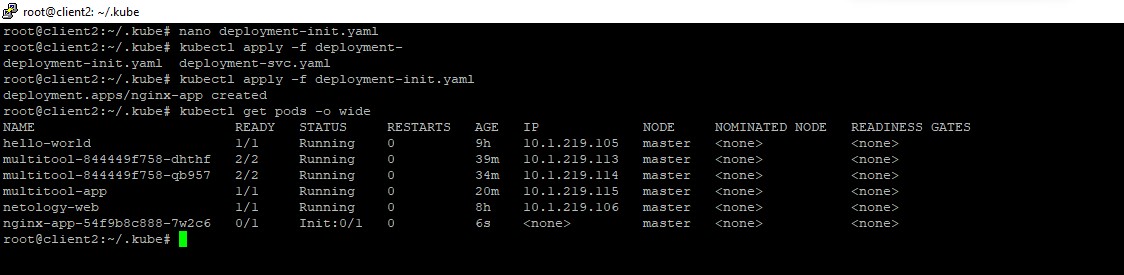 root@client2: ~/.kube
root@client2:~/.kube# nano deployment-init.yaml
root@client2:~/.kube# kubectl apply -f deployment-
deployment-init.yaml  deployment-svc.yaml
root@client2:~/.kube# kubectl apply -f deployment-init.yaml
deployment.apps/nginx-app created
root@client2:~/.kube# kubectl get pods -o wide
NAME                         READY   STATUS     RESTARTS   AGE   IP             NODE     NOMINATED NODE   READINESS GATES
hello-world                  1/1     Running    0          9h    10.1.219.105   master   <none>           <none>
multitool-844449f758-dhthf   2/2     Running    0          39m   10.1.219.113   master   <none>           <none>
multitool-844449f758-qb957   2/2     Running    0          34m   10.1.219.114   master   <none>           <none>
multitool-app                1/1     Running    0          20m   10.1.219.115   master   <none>           <none>
netology-web                 1/1     Running    0          8h    10.1.219.106   master   <none>           <none>
nginx-app-54f9b8c888-7w2c6   0/1     Init:0/1   0          6s    <none>         master   <none>           <none>
root@client2:~/.kube#